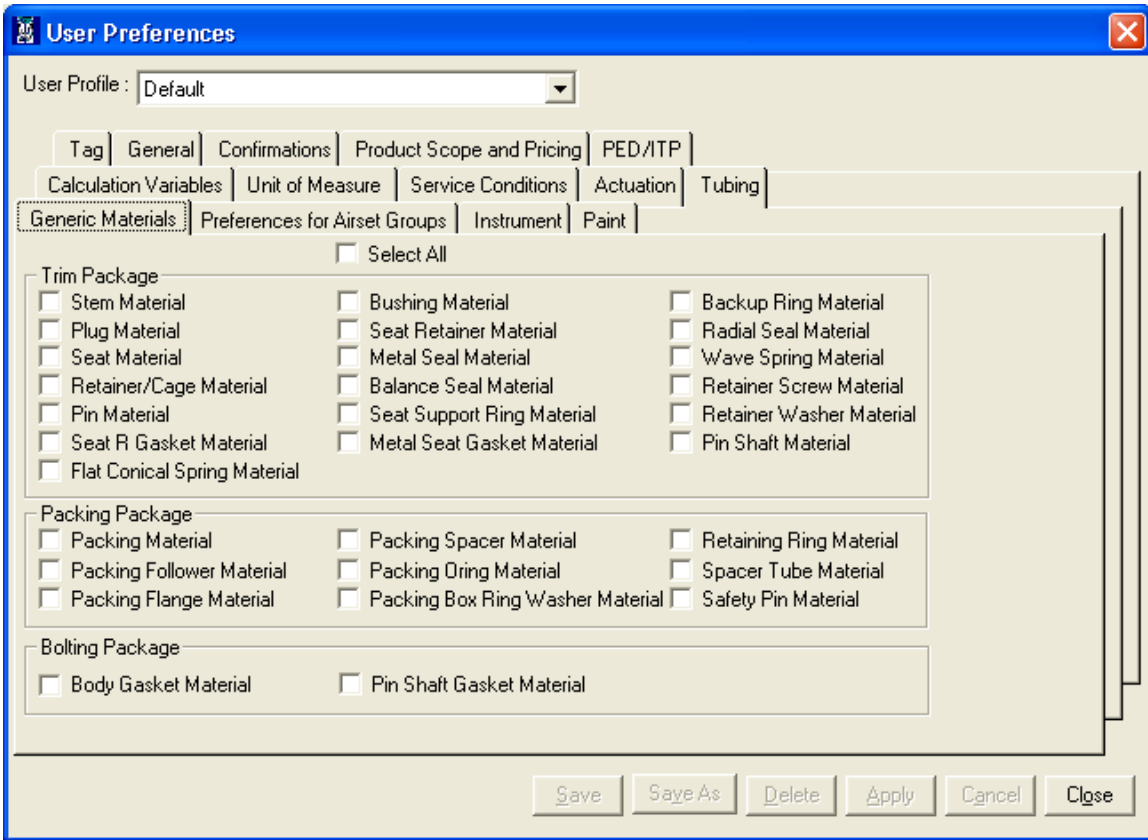 User Preferences
User Profile : Default
Tag General Confirmations Product Scope and Pricing PED/ITP
Calculation Variables Unit of Measure Service Conditions Actuation Tubing
Generic Materials Preferences for Airset Groups Instrument Paint
Select All
Trim Package
Stem Material Bushing Material Backup Ring Material
Plug Material Seat Retainer Material Radial Seal Material
Seat Material Metal Seal Material Wave Spring Material
Retainer/Cage Material Balance Seal Material Retainer Screw Material
Pin Material Seat Support Ring Material Retainer Washer Material
Seat R Gasket Material Metal Seat Gasket Material Pin Shaft Material
Flat Conical Spring Material
Packing Package
Packing Material Packing Spacer Material Retaining Ring Material
Packing Follower Material Packing Oring Material Spacer Tube Material
Packing Flange Material Packing Box Ring Washer Material Safety Pin Material
Bolting Package
Body Gasket Material Pin Shaft Gasket Material
Save Save As Delete Apply Cancel Close